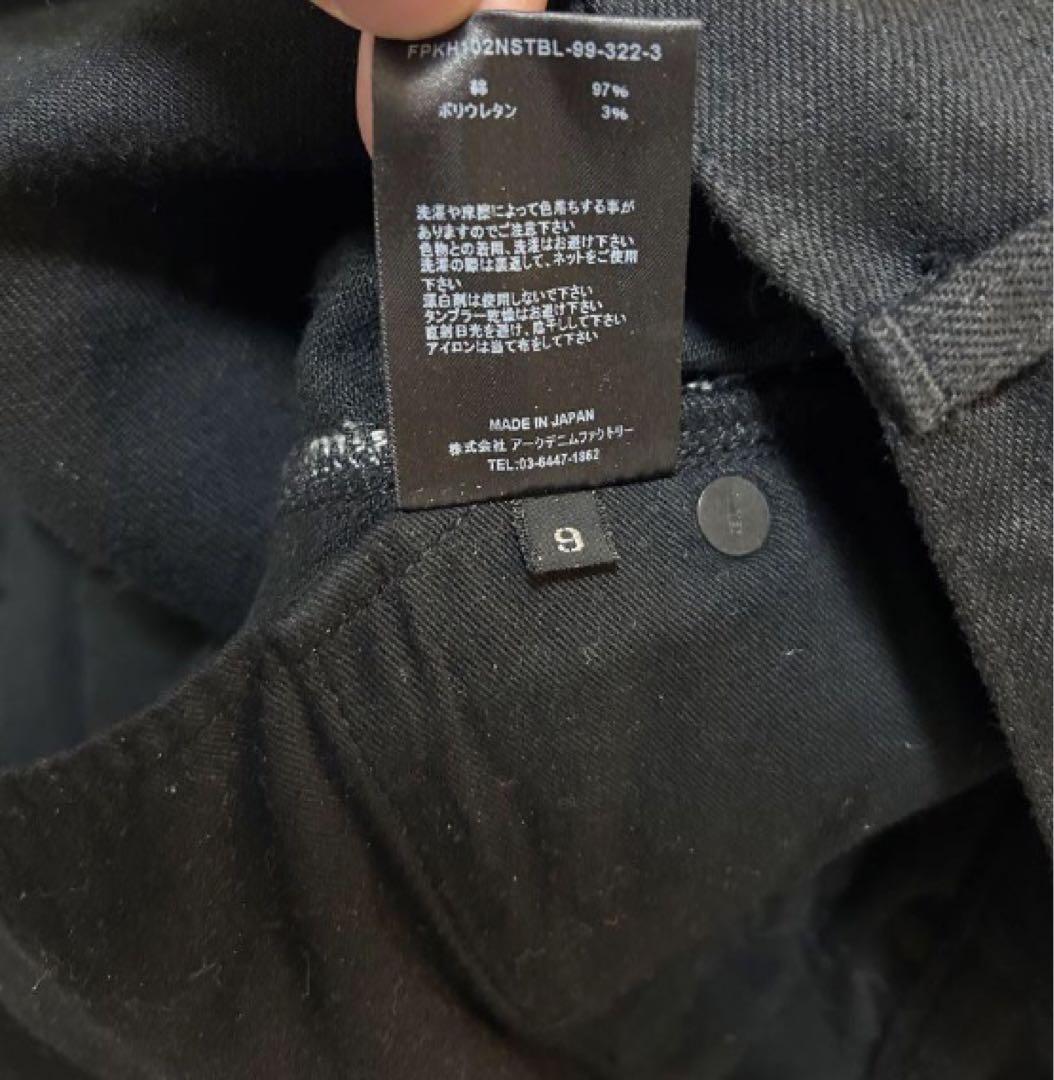 FPKH102NSTBL-99-322-3
綿 97%
ポリウレタン 3%
洗濯や摩擦によって色落ちする事が
ありますのでご注意下さい
色物との着用、洗濯はお避け下さい
洗濯の際は裏返して、ネットをご使用
下さい
漂白剤は使用しないで下さい
タンブラー乾燥はお避け下さい
直射日光を避け、陰干しして下さい
アイロンは当て布をして下さい
MADE IN JAPAN
株式会社 アークデニムファクトリー
TEL:03-6447-1862
9